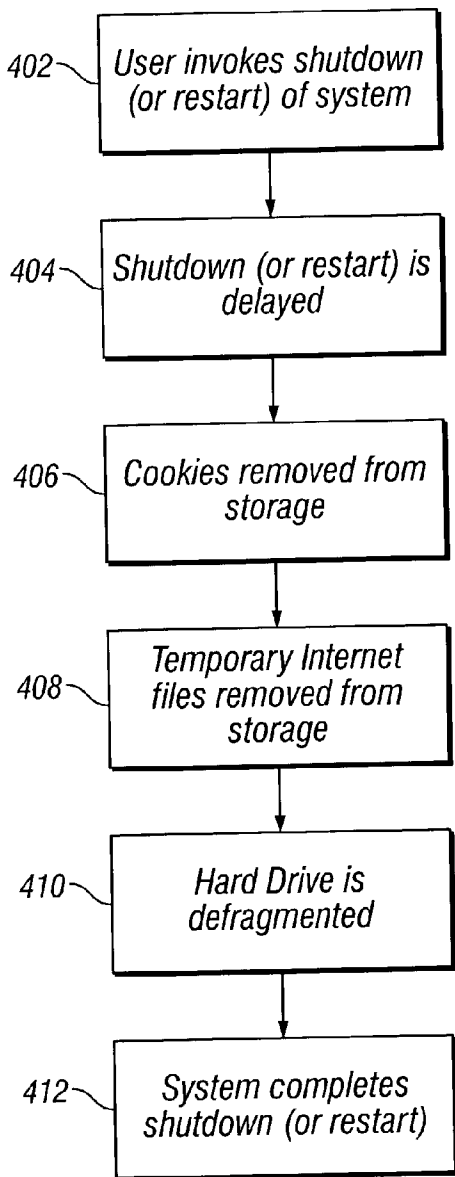 402
User invokes shutdown
(or restart) of system
404
Shutdown (or restart) is
delayed
406
Cookies removed from
storage
408
Temporary Internet
files removed from
storage
410
Hard Drive is
defragmented
412
System completes
shutdown (or restart)